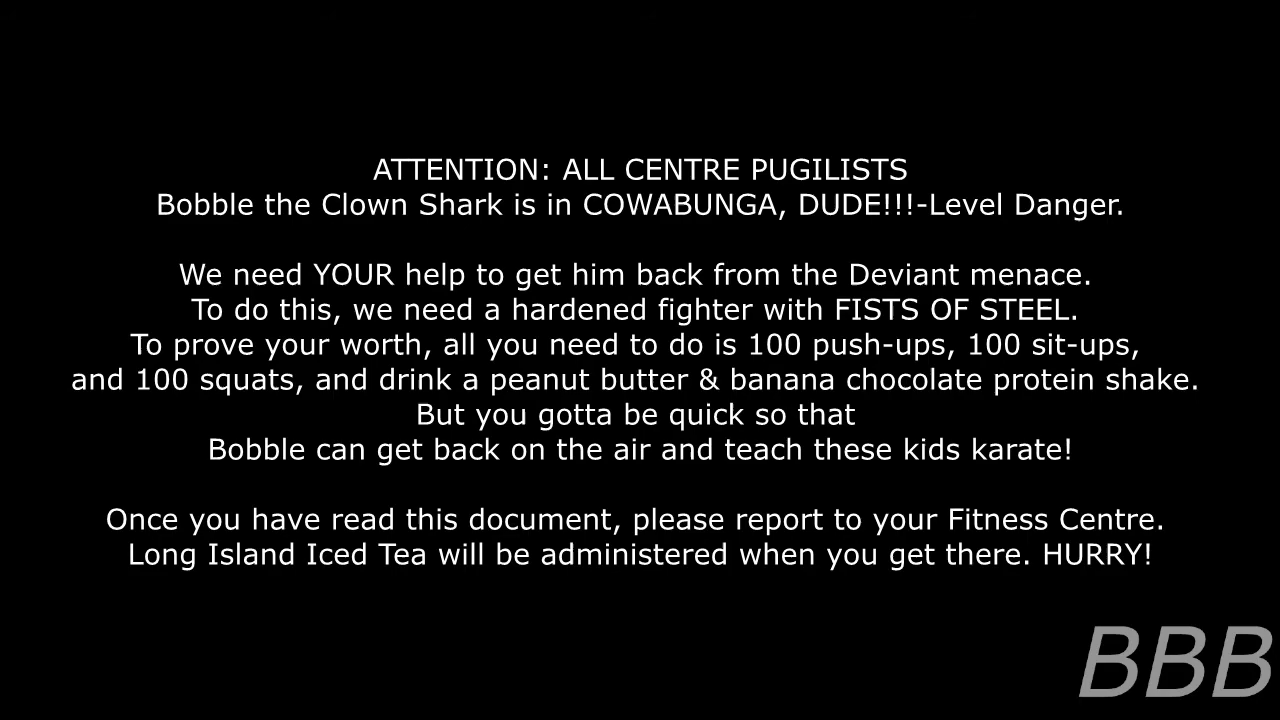 ATTENTION: ALL CENTRE PUGILISTS
Bobble the Clown Shark is in COWABUNGA, DUDE!!!-Level Danger.
We need YOUR help to get him back from the Deviant menace.
To do this, we need a hardened fighter with FISTS OF STEEL.
To prove your worth, all you need to do is 100 push-ups, 100 sit-ups,
and 100 squats, and drink a peanut butter & banana chocolate protein shake.
But you gotta be quick so that
Bobble can get back on the air and teach these kids karate!
Once you have read this document, please report to your Fitness Centre.
Long Island Iced Tea will be administered when you get there. HURRY!
BBB